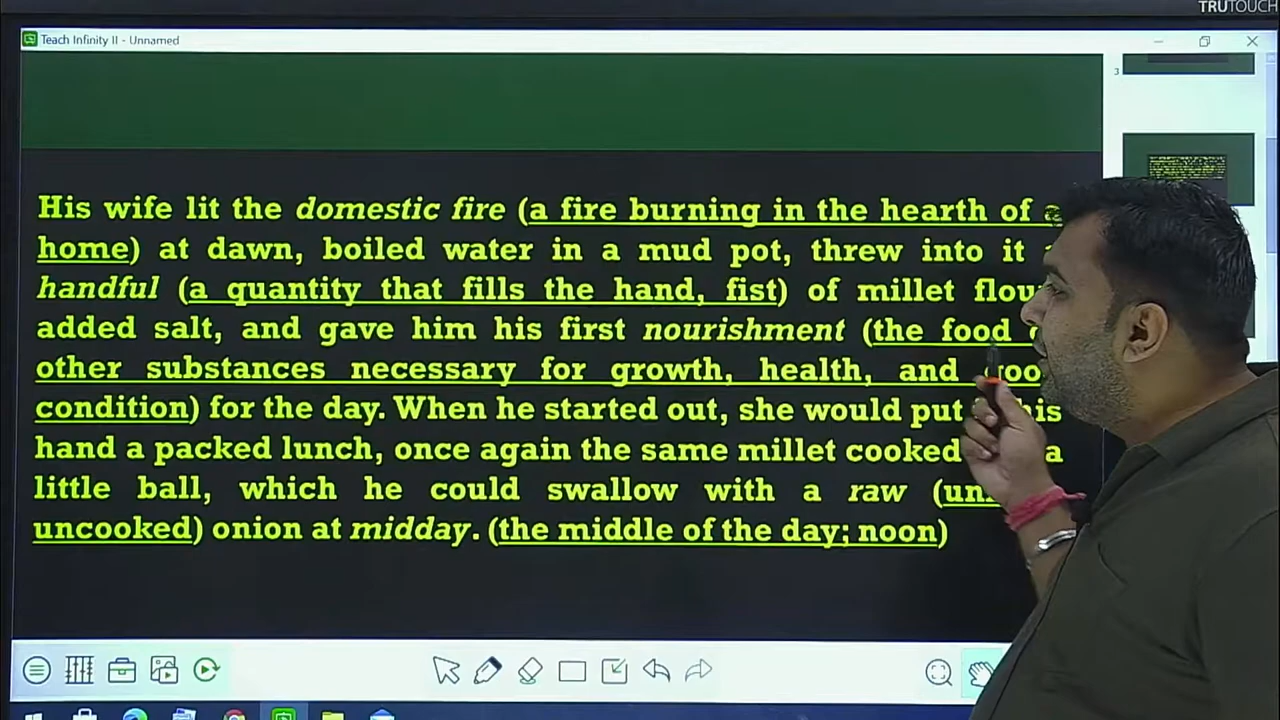 TRUTOUCH
Teach Infinity II - Unnamed
3
His wife lit the domestic fire (a fire burning in the hearth of a
home) at dawn, boiled water in a mud pot, threw into it a
handful (a quantity that fills the hand, fist) of millet flou
added salt, and gave him his first nourishment (the food
other substances necessary for growth, health, and
condition) for the day. When he started out, she would put his
hand a packed lunch, once again the same millet cooked a
little ball, which he could swallow with a raw (
uncooked) onion at midday. (the middle of the day; noon)